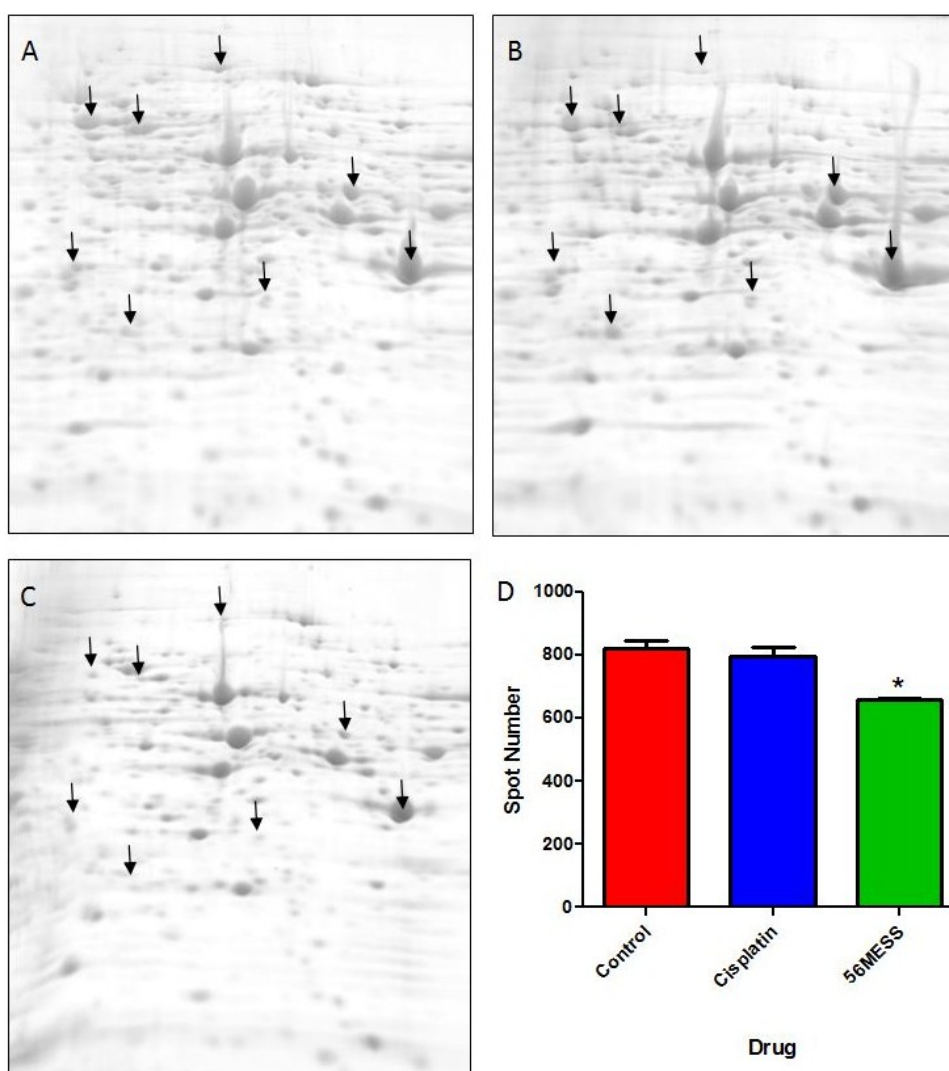 A
B
C
D
1000
800
600
400
200
0
Spot Number
*
Control
Cisplatin
56MESS
Drug